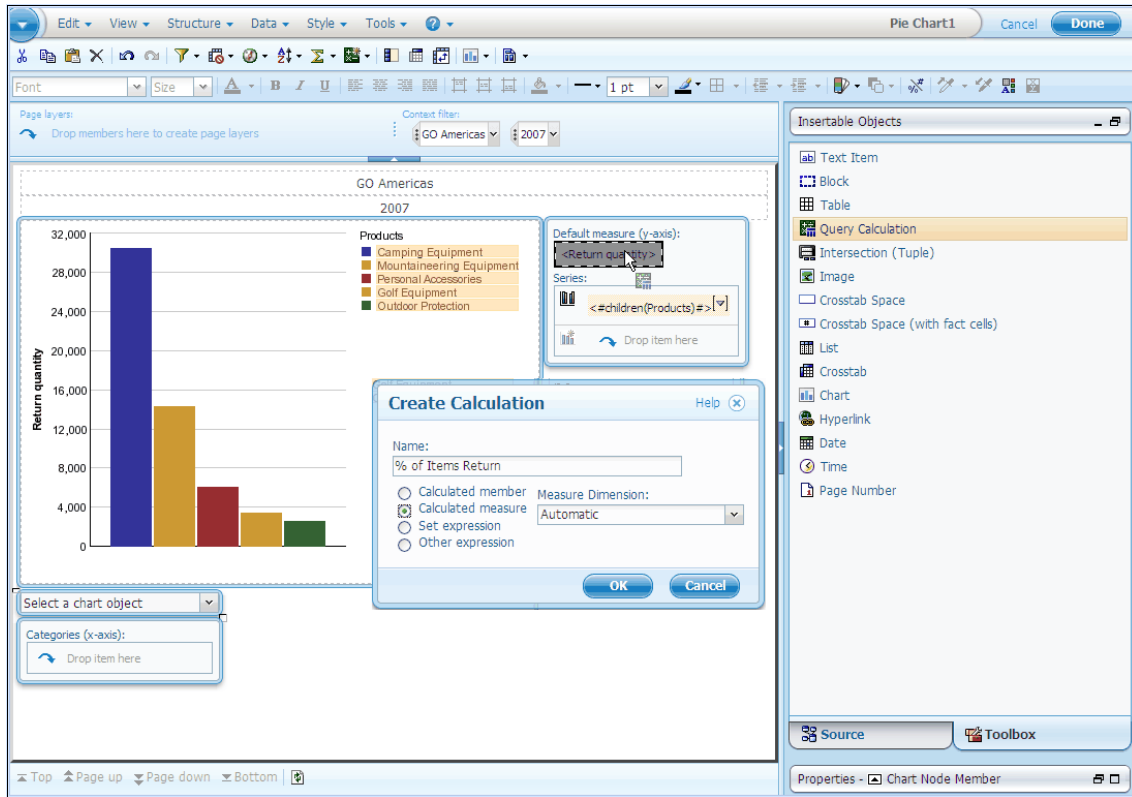 Edit View Structure Data Style Tools
Pie Chart1 Cancel Done
Font Size A B I U 1 pt
Page layers:
Drop members here to create page layers
Context filter:
GO Americas 2007
GO Americas
2007
Return quantity
32,000
28,000
24,000
20,000
16,000
12,000
8,000
4,000
0
Products
Camping Equipment
Mountaineering Equipment
Personal Accessories
Golf Equipment
Outdoor Protection
Default measure (y-axis):
<Return quantity>
Series:
<#children(Products)#>
Drop item here
Create Calculation
Help
Name:
% of Items Return
Calculated member
Calculated measure
Set expression
Other expression
Measure Dimension:
Automatic
OK Cancel
Select a chart object
Categories (x-axis):
Drop item here
Top Page up Page down Bottom
Insertable Objects
Text Item
Block
Table
Query Calculation
Intersection (Tuple)
Image
Crosstab Space
Crosstab Space (with fact cells)
List
Crosstab
Chart
Hyperlink
Date
Time
Page Number
Source Toolbox
Properties - Chart Node Member